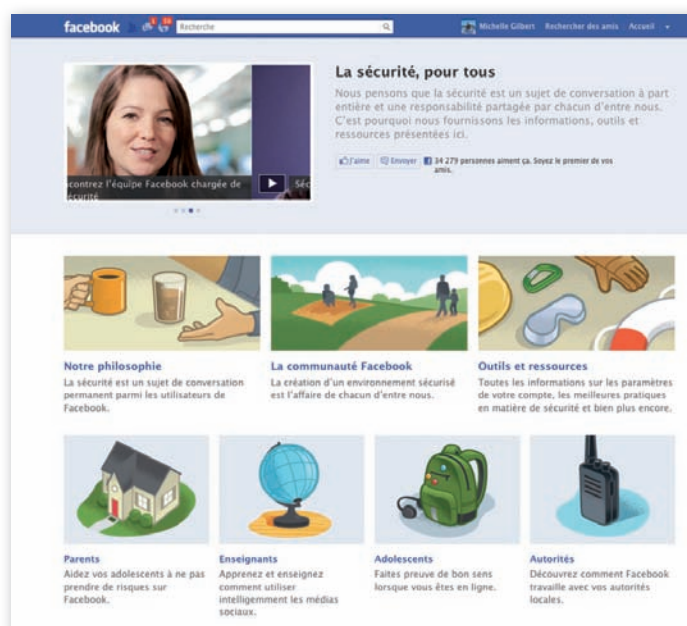 facebook
Recherche
Michelle Gilbert Rechercher des amis Accueil
La sécurité, pour tous
Nous pensons que la sécurité est un sujet de conversation à part
entière et une responsabilité partagée par chacun d'entre nous.
C'est pourquoi nous fournissons les informations, outils et
ressources présentées ici.
J'aime Envoyer 34 279 personnes aiment ça. Soyez le premier de vos
amis.
contrez l'équipe Facebook chargée de
écurité
Séc
Notre philosophie
La sécurité est un sujet de conversation
permanent parmi les utilisateurs de
Facebook.
La communauté Facebook
La création d'un environnement sécurisé
est l'affaire de chacun d'entre nous.
Outils et ressources
Toutes les informations sur les paramètres
de votre compte, les meilleures pratiques
en matière de sécurité et bien plus encore.
Parents
Aidez vos adolescents à ne pas
prendre de risques sur
Facebook.
Enseignants
Apprenez et enseignez
comment utiliser
intelligemment les médias
sociaux.
Adolescents
Faites preuve de bon sens
lorsque vous êtes en ligne.
Autorités
Découvrez comment Facebook
travaille avec vos autorités
locales.